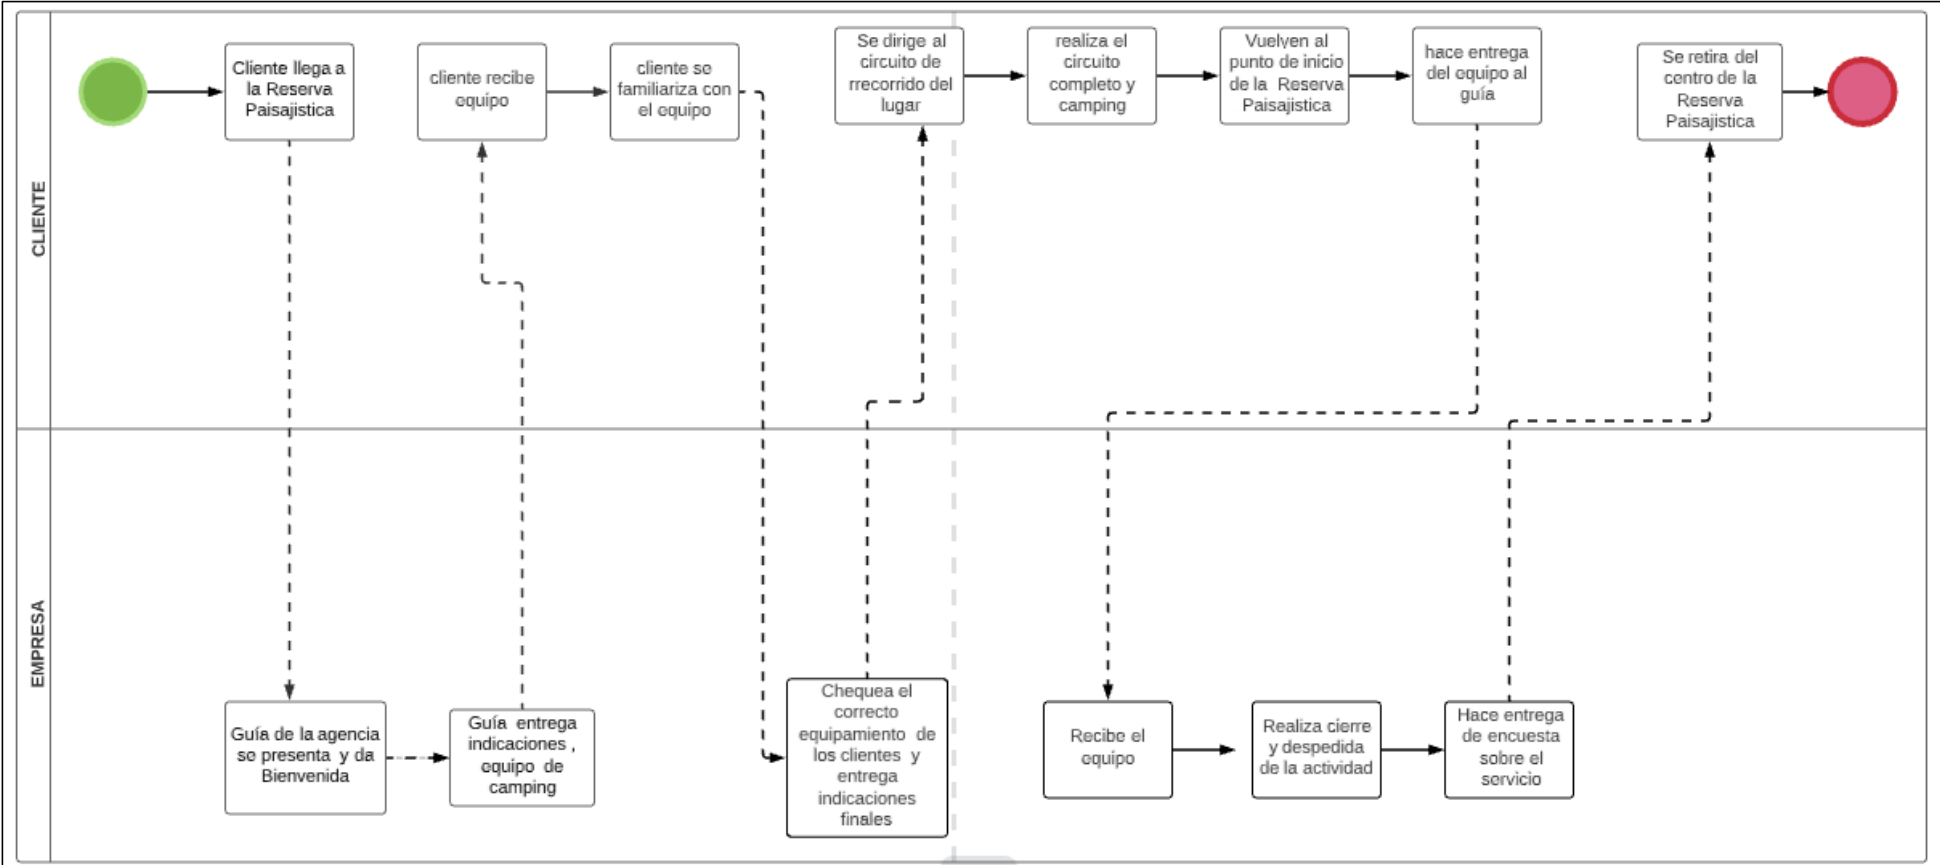 CLIENTE
Cliente llega a
la Reserva
Paisajistica
cliente recibe
equipo
cliente se
familiariza con
el equipo
Se dirige al
circuito de
rrecorrido del
lugar
realiza el
circuito
completo y
camping
Vuelven al
punto de inicio
de la Reserva
Paisajistica
hace entrega
del equipo al
guía
Se retira del
centro de la
Reserva
Paisajistica
EMPRESA
Guía de la agencia
se presenta y da
Bienvenida
Guía entrega
indicaciones ,
equipo de
camping
Chequea el
correcto
equipamiento de
los clientes y
entrega
indicaciones
finales
Recibe el
equipo
Realiza cierre
y despedida
de la actividad
Hace entrega
de encuesta
sobre el
servicio